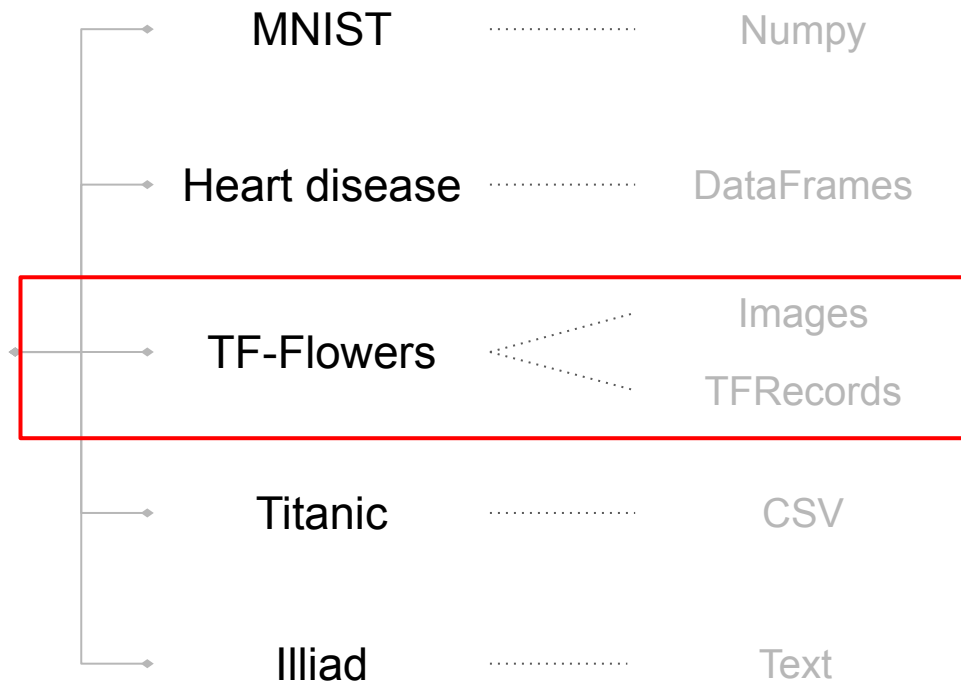 MNIST
Numpy
Heart disease
DataFrames
TF-Flowers
Images
TFRecords
Titanic
CSV
Illiad
Text